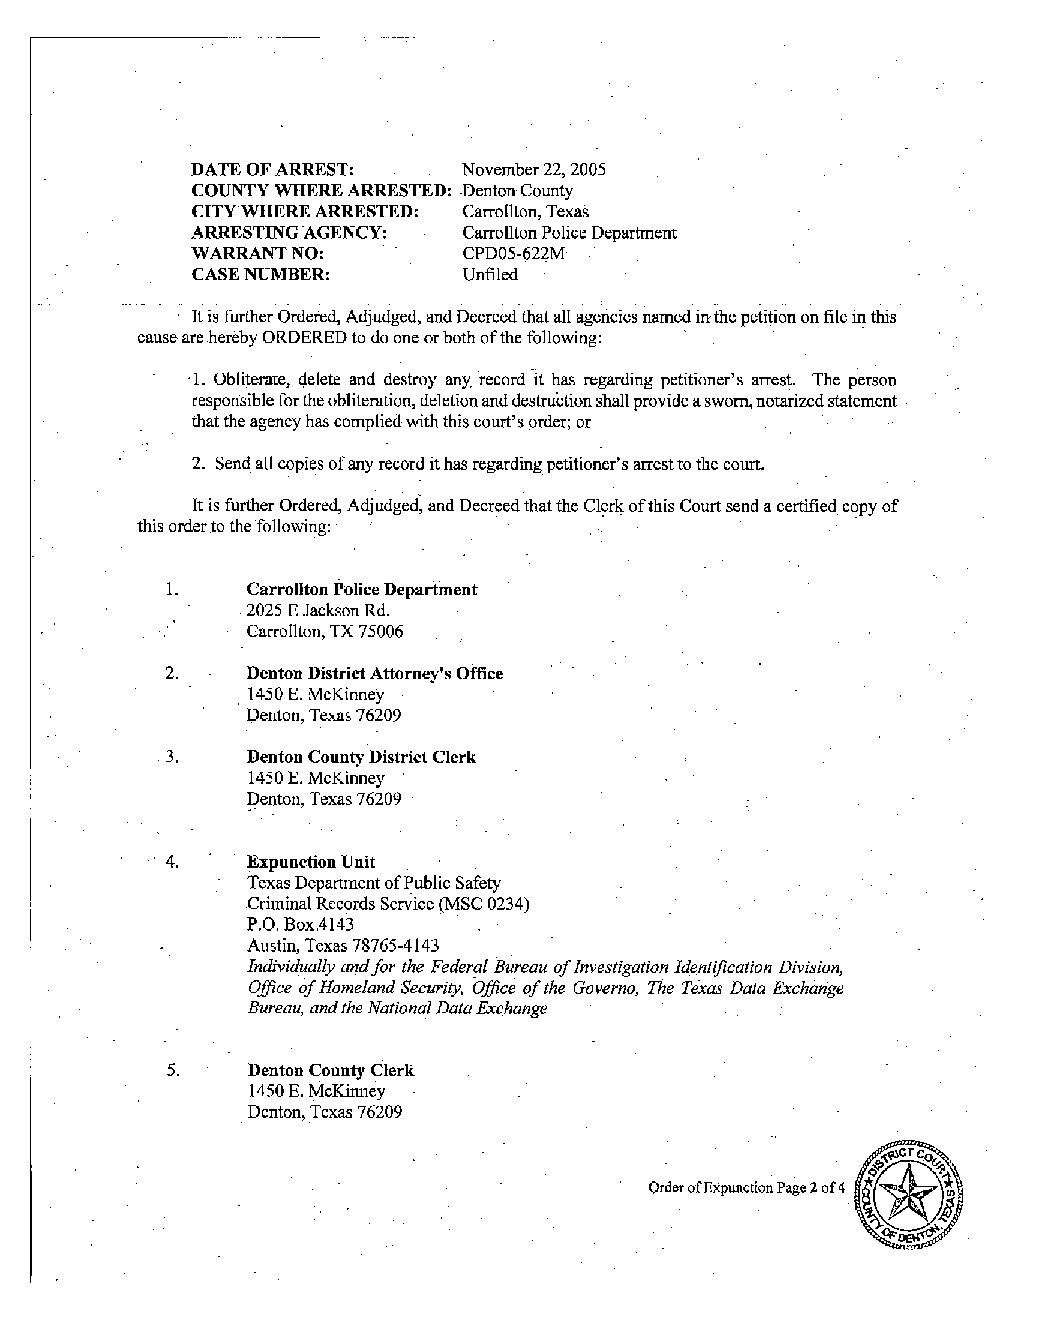 DATE OF ARREST: November 22, 2005
COUNTY WHERE ARRESTED: Denton County
CITY WHERE ARRESTED: Carrollton, Texas
ARRESTING AGENCY: Carrollton Police Department
WARRANT NO: CPD05-622M
CASE NUMBER: Unfiled
It is further Ordered, Adjudged, and Decreed that all agencies named in the petition on file in this
cause are hereby ORDERED to do one or both of the following:
1. Obliterate, delete and destroy any record it has regarding petitioner's arrest. The person
responsible for the obliteration, deletion and destruction shall provide a sworn, notarized statement
that the agency has complied with this court's order; or
2. Send all copies of any record it has regarding petitioner's arrest to the court.
It is further Ordered, Adjudged, and Decreed that the Clerk of this Court send a certified copy of
this order to the following:
1. Carrollton Police Department
2025 E Jackson Rd.
Carrollton, TX 75006
2. Denton District Attorney's Office
1450 E. McKinney
Denton, Texas 76209
3. Denton County District Clerk
1450 E. McKinney
Denton, Texas 76209
4. Expunction Unit
Texas Department of Public Safety
Criminal Records Service (MSC 0234)
P.O. Box 4143
Austin, Texas 78765-4143
Individually and for the Federal Bureau of Investigation Identification Division,
Office of Homeland Security, Office of the Governo, The Texas Data Exchange
Bureau, and the National Data Exchange
5. Denton County Clerk
1450 E. McKinney
Denton, Texas 76209
Order of Expunction Page 2 of 4
DISTRICT COURT
COUNTY OF DENTON, TEXAS